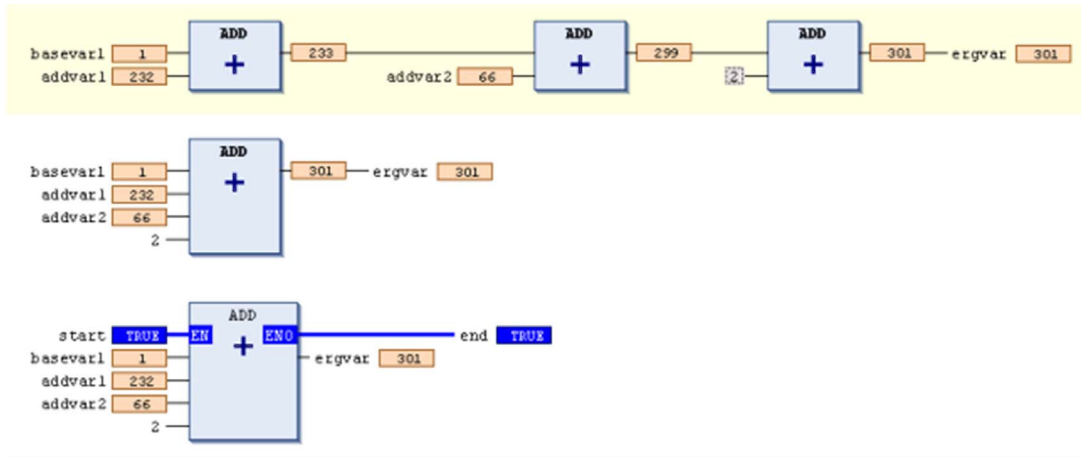 ADD ADD ADD
basevar1 1 233 299 301 ergvar 301
addvar1 232 addvar2 66 2
+ + +
ADD
basevar1 1 301 ergvar 301
+
addvar1 232
addvar2 66
2
ADD
start TRUE EN ENO end TRUE
+
basevar1 1 ergvar 301
addvar1 232
addvar2 66
2